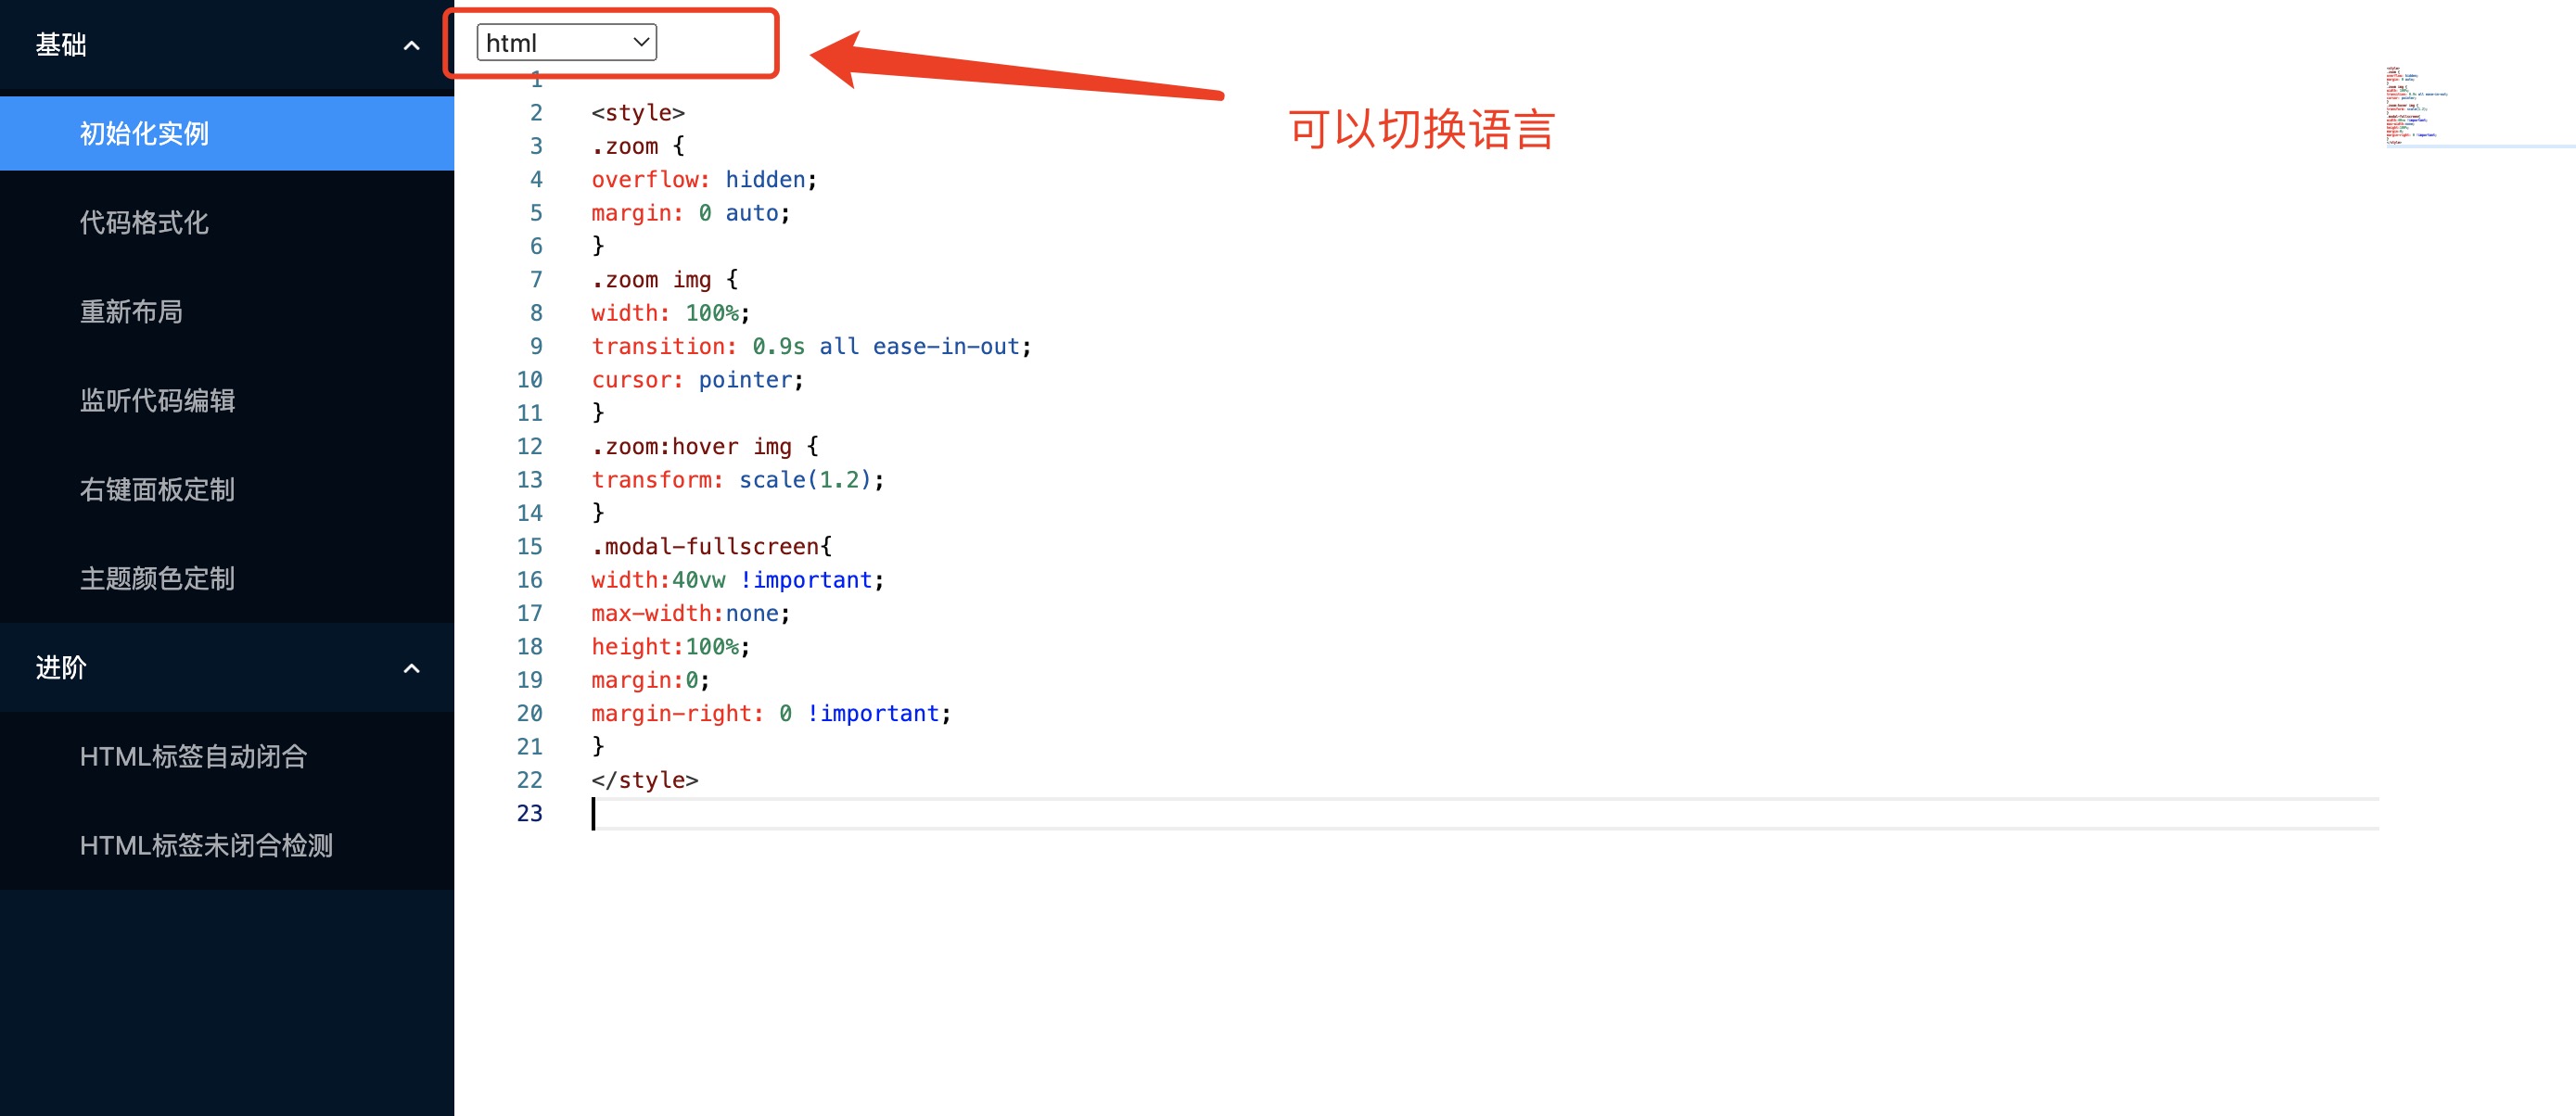 基础
初始化实例
代码格式化
重新布局
监听代码编辑
右键面板定制
主题颜色定制
进阶
HTML标签自动闭合
HTML标签未闭合检测
html
可以切换语言
1
2 <style>
3 .zoom {
4 overflow: hidden;
5 margin: 0 auto;
6 }
7 .zoom img {
8 width: 100%;
9 transition: 0.9s all ease-in-out;
10 cursor: pointer;
11 }
12 .zoom:hover img {
13 transform: scale(1.2);
14 }
15 .modal-fullscreen{
16 width:40vw !important;
17 max-width:none;
18 height:100%;
19 margin:0;
20 margin-right: 0 !important;
21 }
22 </style>
23